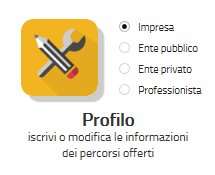 Impresa
Ente pubblico
Ente privato
Professionista
Profilo
iscrivi o modifica le informazioni
dei percorsi offerti